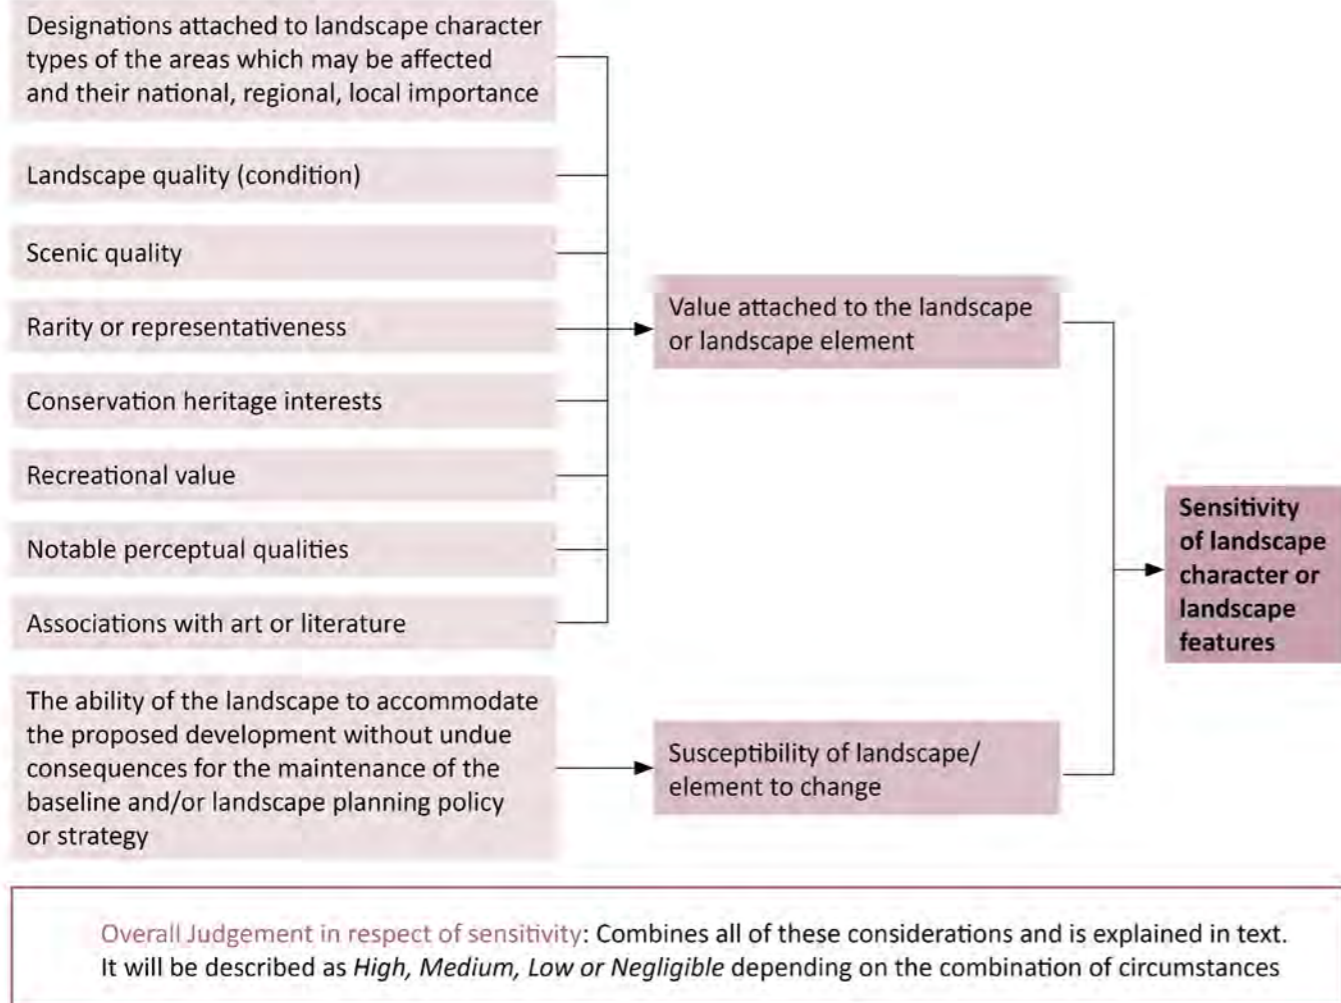 Designations attached to landscape character
types of the areas which may be affected
and their national, regional, local importance
Landscape quality (condition)
Scenic quality
Rarity or representativeness
Conservation heritage interests
Recreational value
Notable perceptual qualities
Associations with art or literature
The ability of the landscape to accommodate
the proposed development without undue
consequences for the maintenance of the
baseline and/or landscape planning policy
or strategy
Value attached to the landscape
or landscape element
Susceptibility of landscape/
element to change
Sensitivity
of landscape
character or
landscape
features
Overall Judgement in respect of sensitivity: Combines all of these considerations and is explained in text.
It will be described as High, Medium, Low or Negligible depending on the combination of circumstances